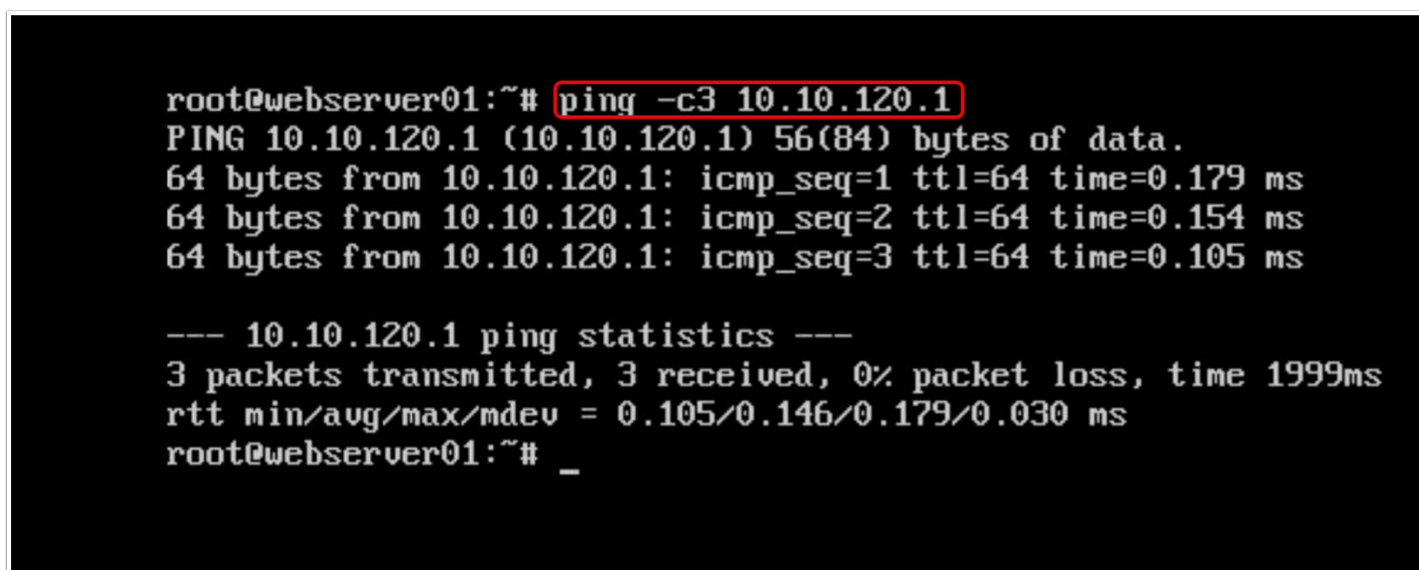 root@webserver01:~# ping -c3 10.10.120.1
PING 10.10.120.1 (10.10.120.1) 56(84) bytes of data.
64 bytes from 10.10.120.1: icmp_seq=1 ttl=64 time=0.179 ms
64 bytes from 10.10.120.1: icmp_seq=2 ttl=64 time=0.154 ms
64 bytes from 10.10.120.1: icmp_seq=3 ttl=64 time=0.105 ms
--- 10.10.120.1 ping statistics ---
3 packets transmitted, 3 received, 0% packet loss, time 1999ms
rtt min/avg/max/mdev = 0.105/0.146/0.179/0.030 ms
root@webserver01:~# _